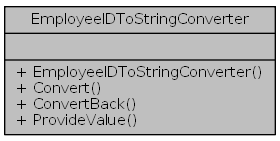 EmployeeIDToStringConverter
+ EmployeeIDToStringConverter()
+ Convert()
+ ConvertBack()
+ ProvideValue()